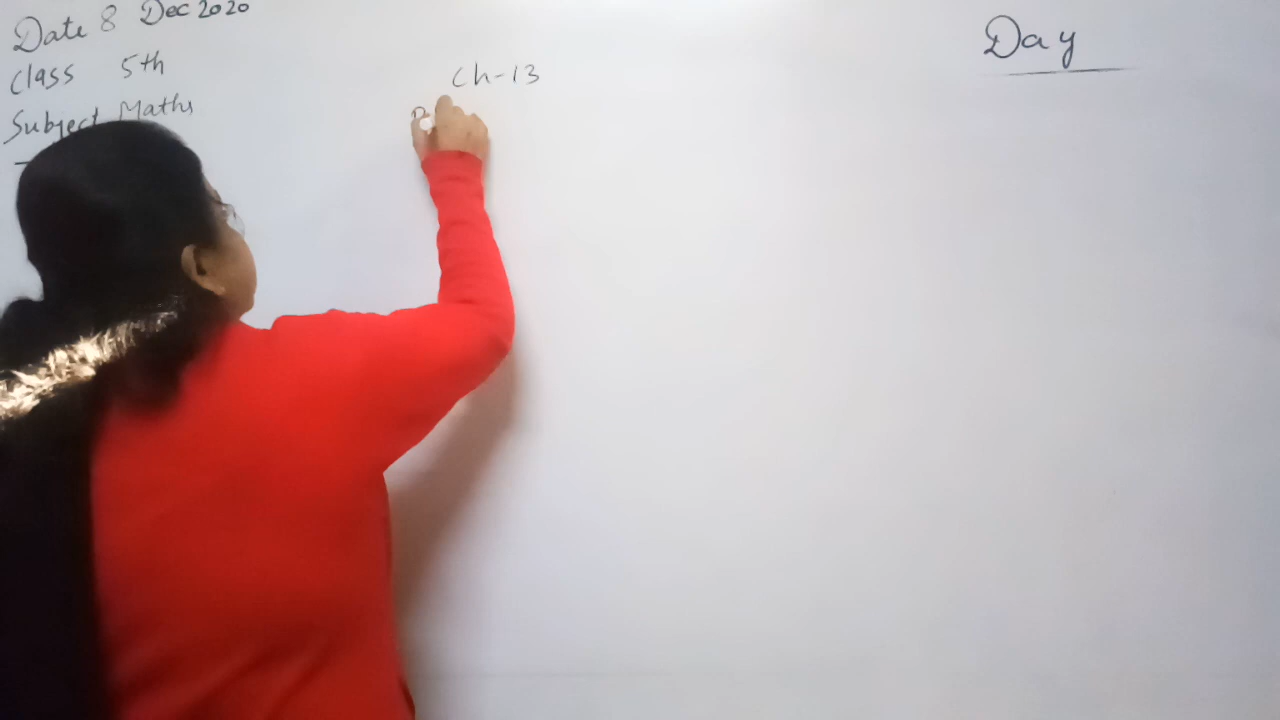 Date 8 Dec 2020
Class 5th
Subject Maths
Ch-13
Day